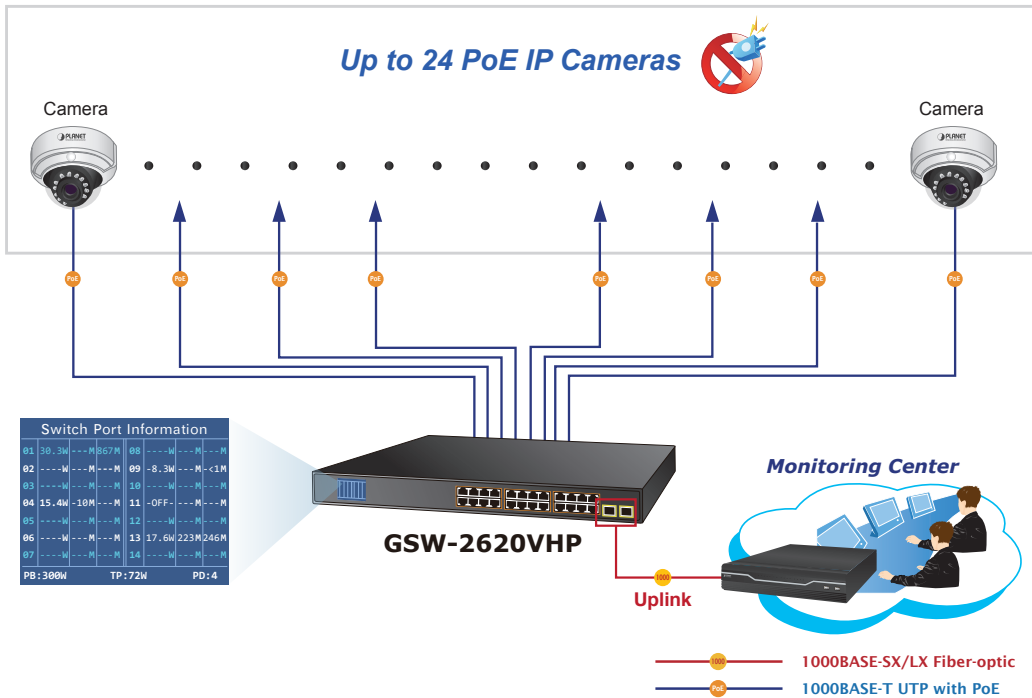 Up to 24 PoE IP Cameras
Camera
Camera
PLANET
PLANET
PoE
PoE
PoE
PoE
PoE
PoE
PoE
PoE
Switch Port Information
01 30.3W ---M 867M 08 ----W ---M ---M
02 ----W ---M ---M 09 -8.3W ---M -<1M
03 ----W ---M ---M 10 ----W ---M ---M
04 15.4W -10M ---M 11 -OFF- ---M ---M
05 ----W ---M ---M 12 ----W ---M ---M
06 ----W ---M ---M 13 17.6W 223M 246M
07 ----W ---M ---M 14 ----W ---M ---M
PB:300W TP:72W PD:4
GSW-2620VHP
Monitoring Center
1000
Uplink
1000
1000BASE-SX/LX Fiber-optic
PoE
1000BASE-T UTP with PoE